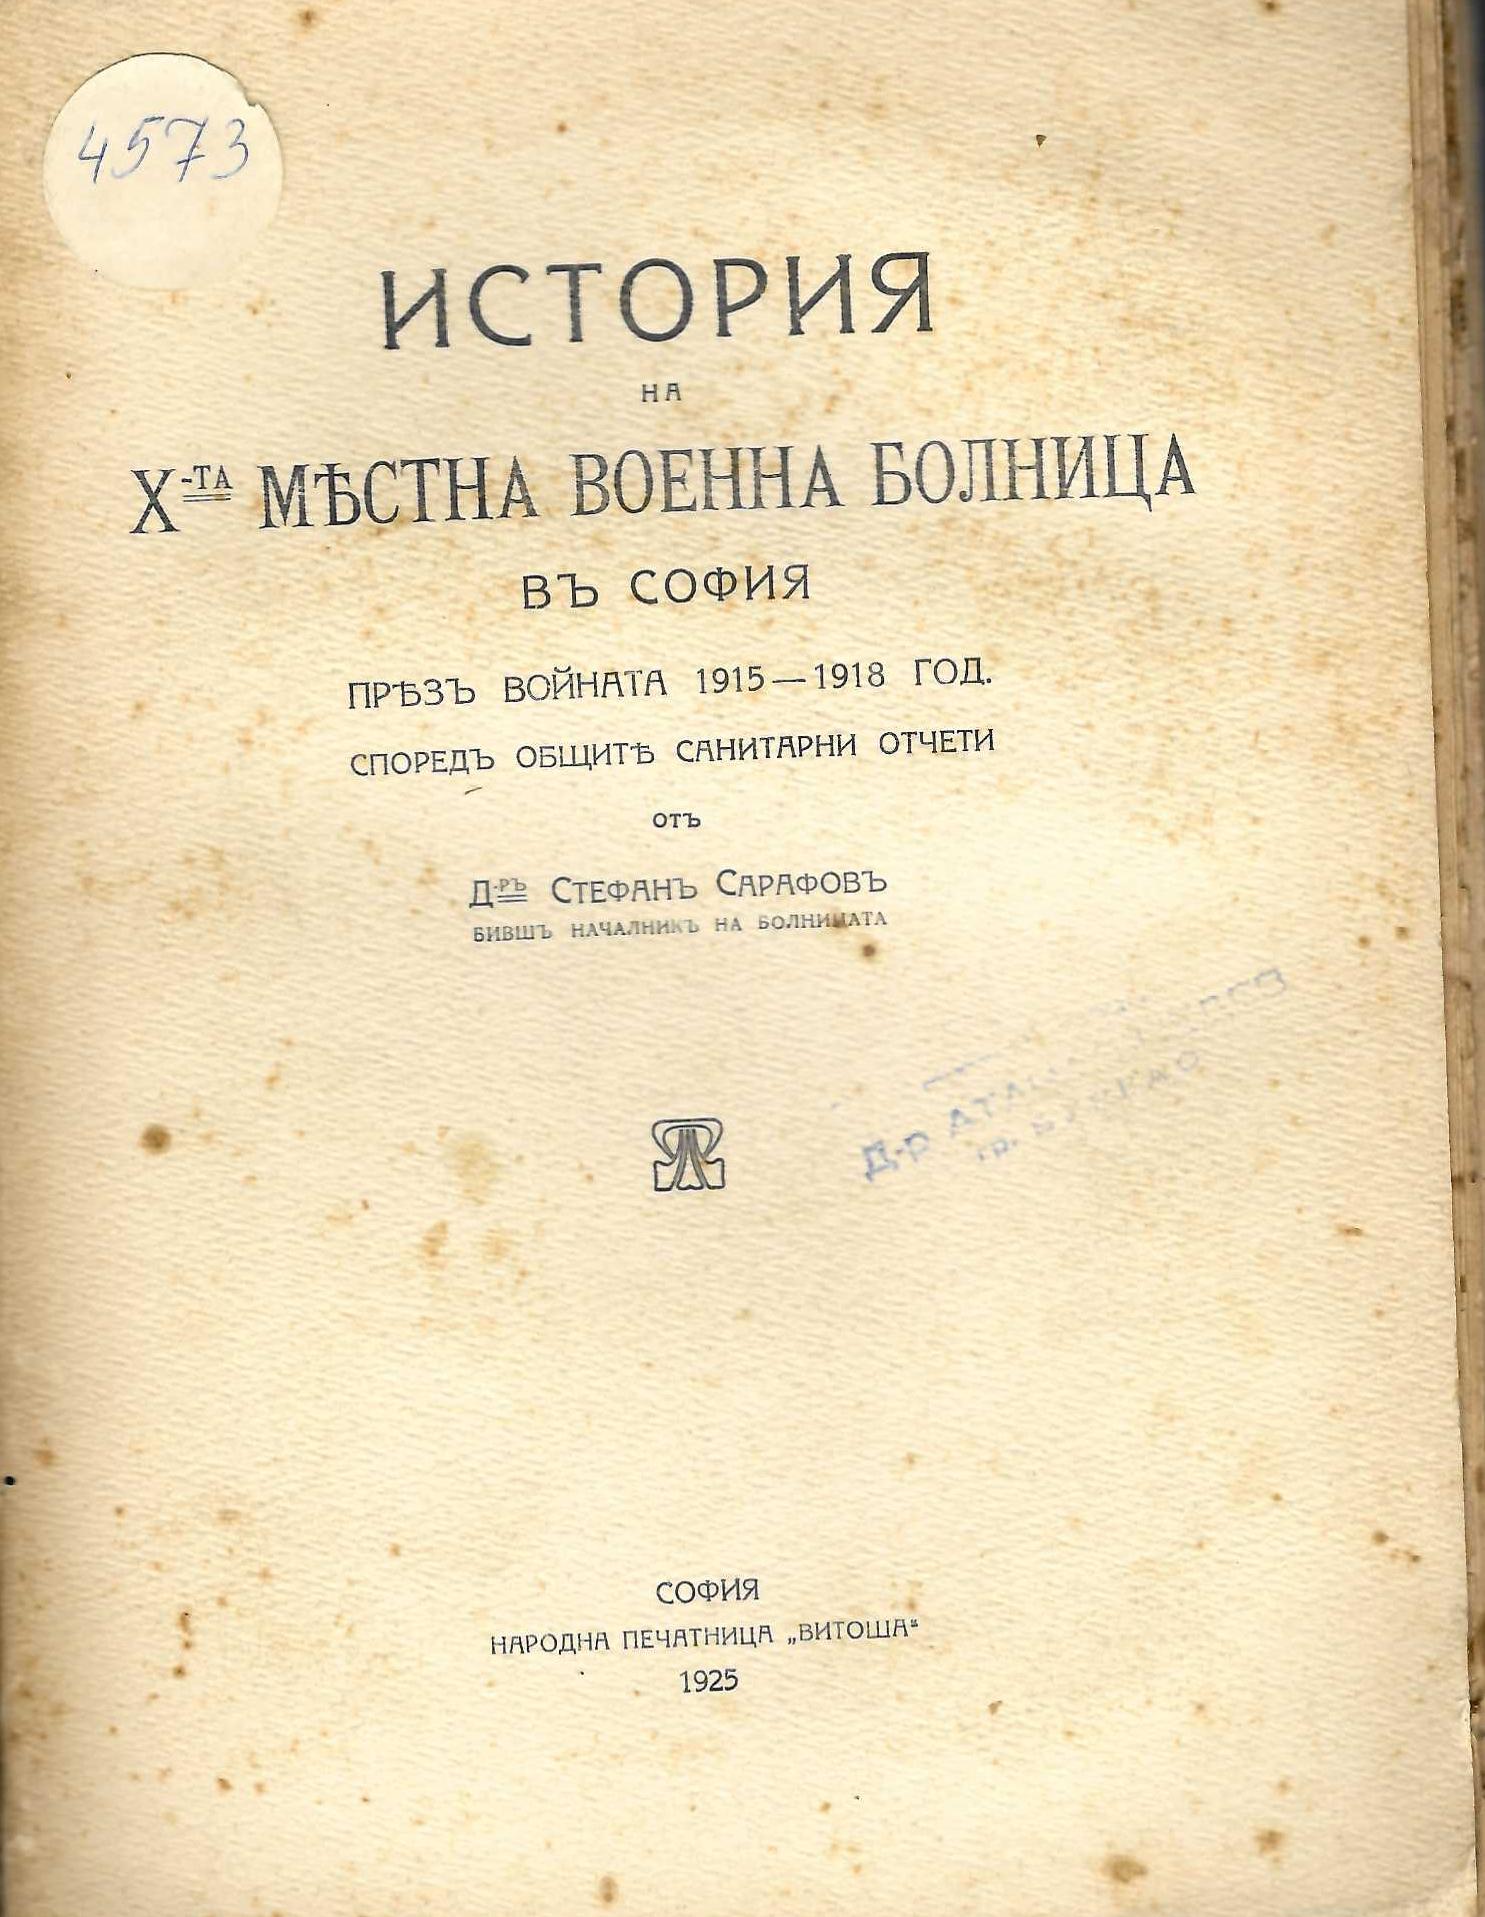 4573
ИСТОРИЯ
НА
X-ТА МѢСТНА ВОЕННА БОЛНИЦА
ВЪ СОФИЯ
ПРѢЗЪ ВОЙНАТА 1915—1918 ГОД.
СПОРЕДЪ ОБЩИТѢ САНИТАРНИ ОТЧЕТИ
ОТЪ
Д-РЪ СТЕФАНЪ САРАФОВЪ
БИВШЪ НАЧАЛНИКЪ НА БОЛНИЦАТА
Д-р
гр.
СОФИЯ
НАРОДНА ПЕЧАТНИЦА „ВИТОША“
1925